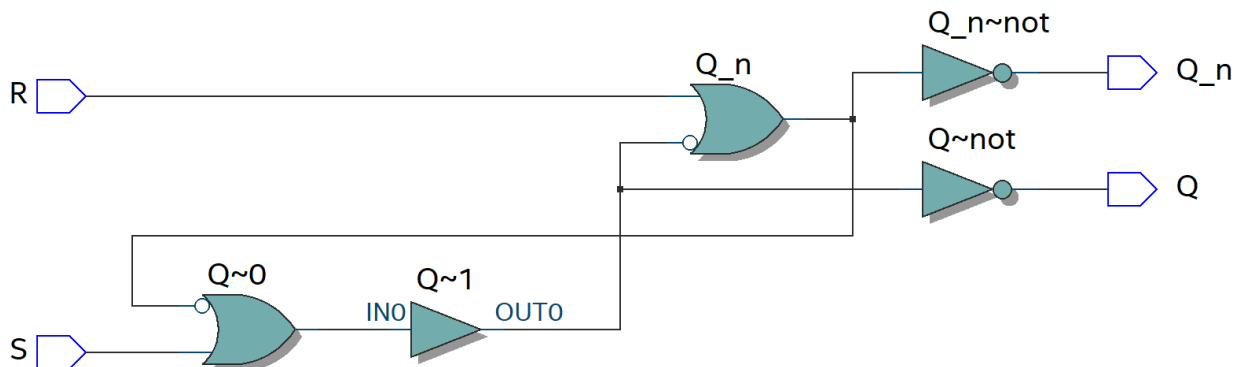 Q_n~not
Q_n
Q_n
R
Q~not
Q
Q~0
Q~1
IN0
OUT0
S